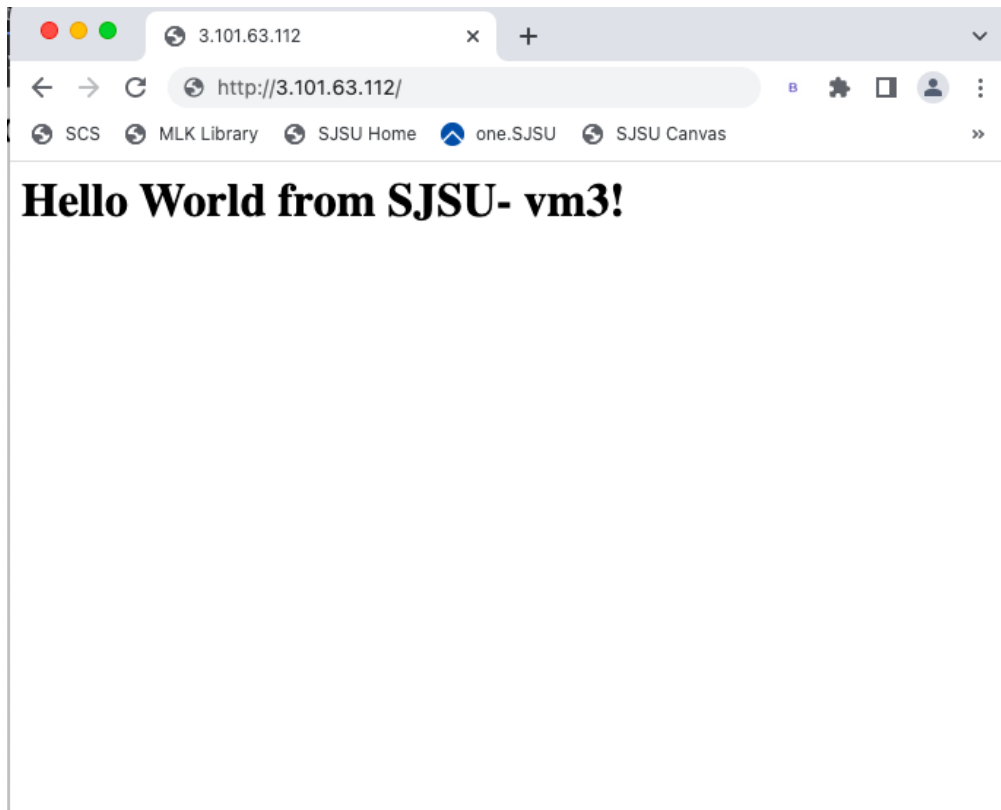 3.101.63.112
http://3.101.63.112/
B
SCS MLK Library SJSU Home one.SJSU SJSU Canvas
Hello World from SJSU- vm3!